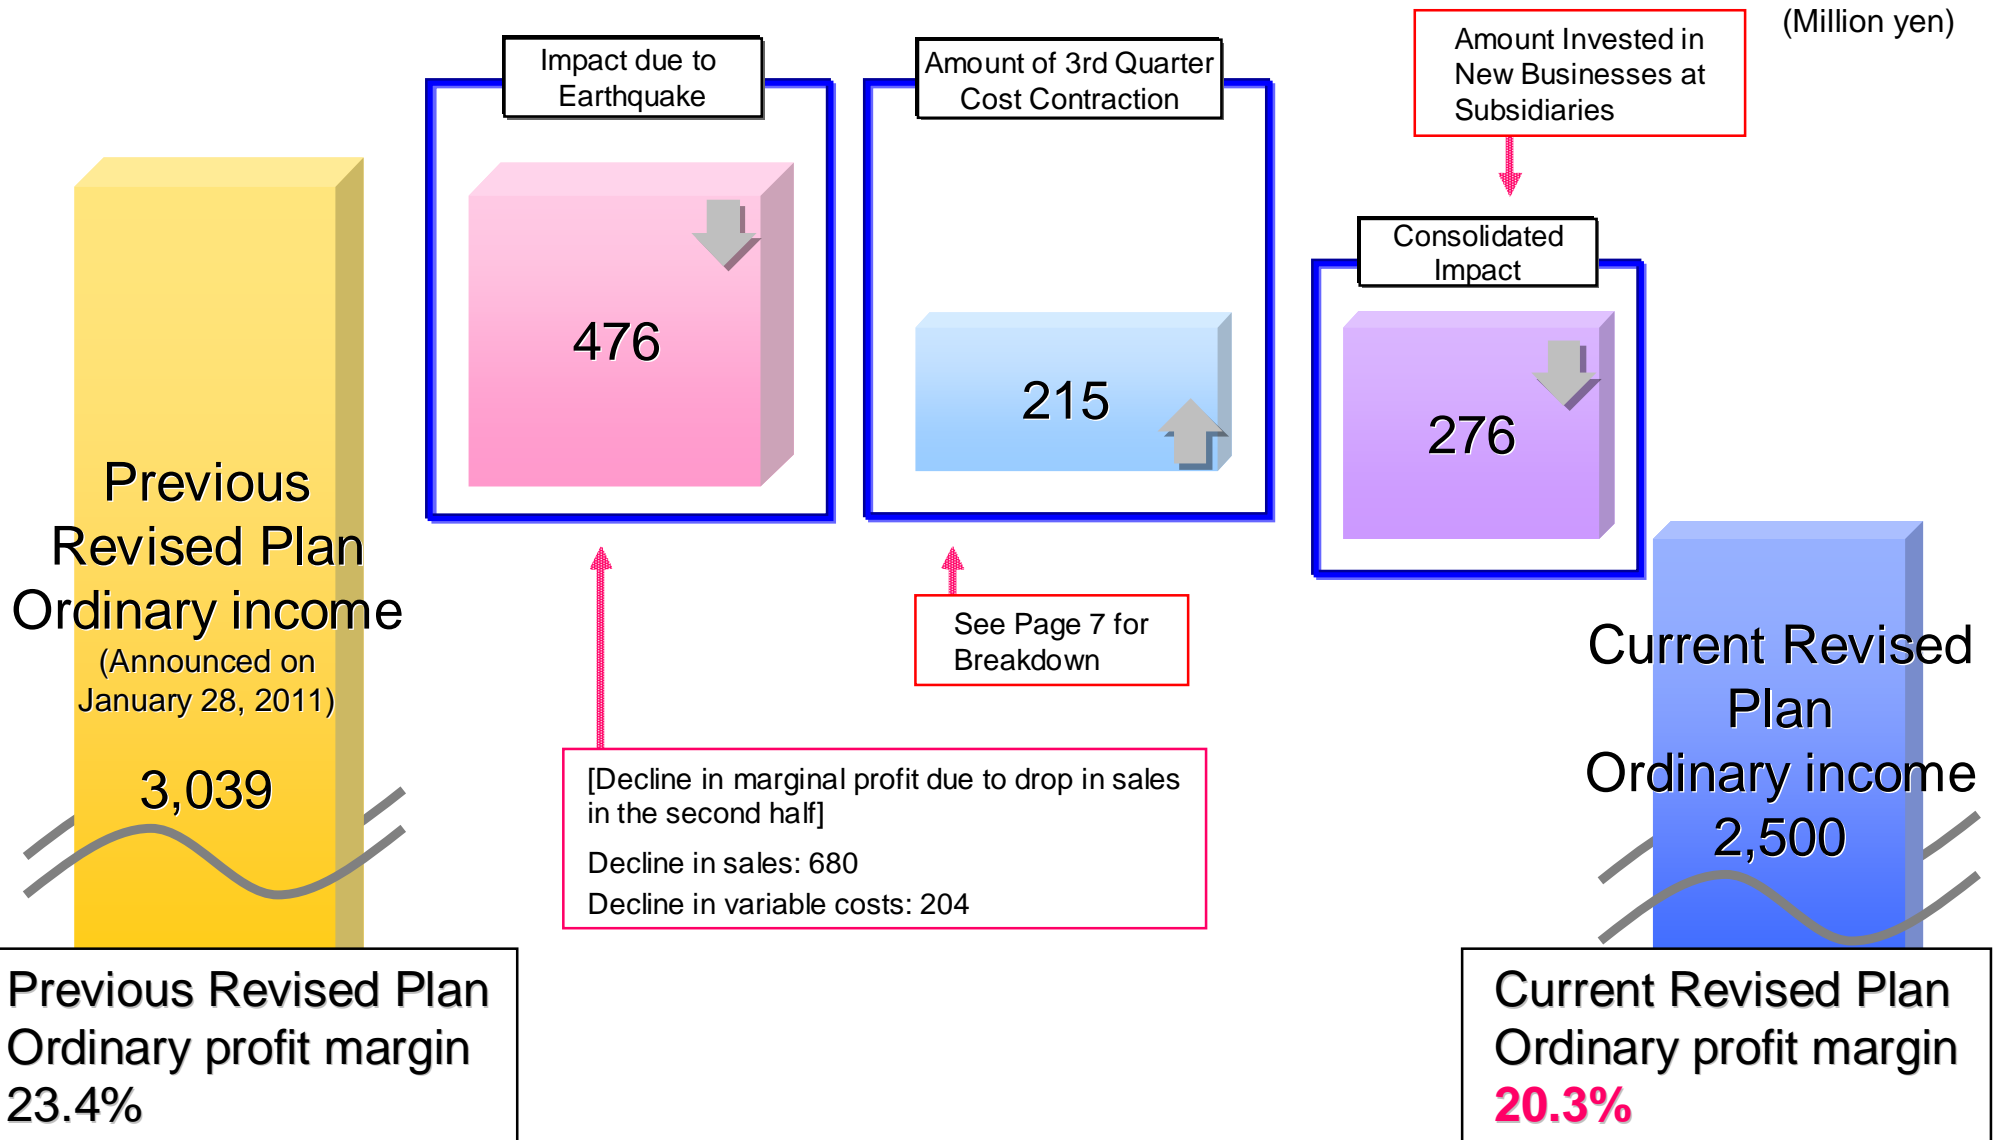 (Million yen)
Impact due to
Earthquake
Amount of 3rd Quarter
Cost Contraction
Amount Invested in
New Businesses at
Subsidiaries
Consolidated
Impact
476
215
276
Previous
Revised Plan
Ordinary income
(Announced on
January 28, 2011)
3,039
See Page 7 for
Breakdown
[Decline in marginal profit due to drop in sales
in the second half]
Decline in sales: 680
Decline in variable costs: 204
Current Revised
Plan
Ordinary income
2,500
Previous Revised Plan
Ordinary profit margin
23.4%
Current Revised Plan
Ordinary profit margin
20.3%